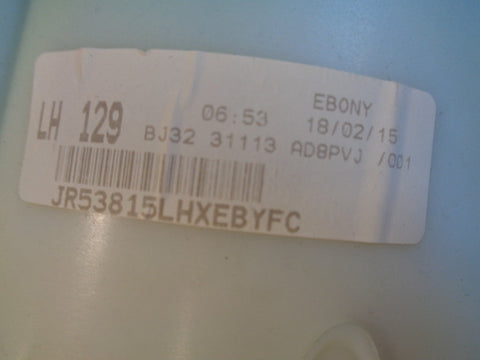 EBONY
LH 129 06:53 18/02/15
BJ32 31113 AD8PVJ /001
JR53815LHXEBYFC